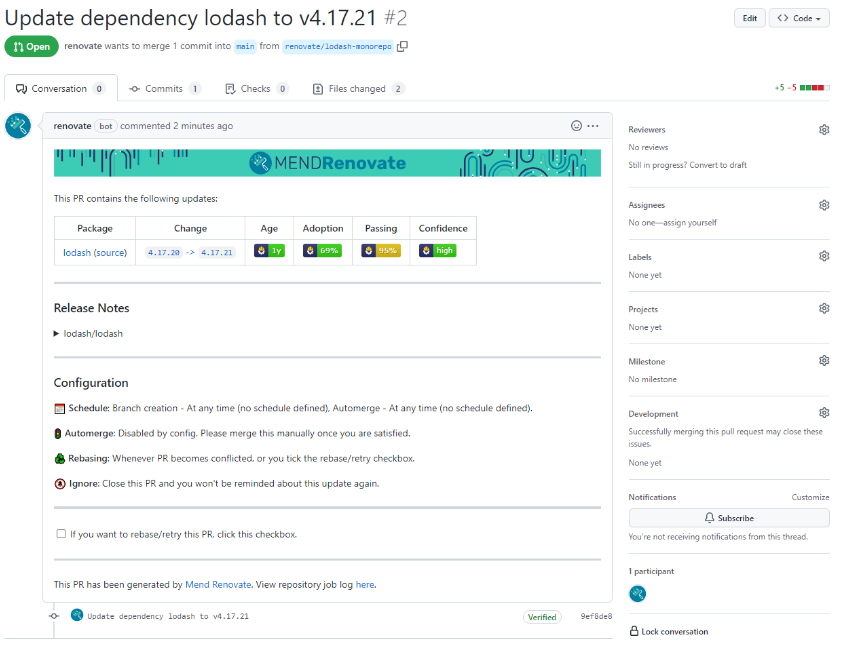 Update dependency lodash to v4.17.21 #2
Edit
<> Code
Open
renovate wants to merge 1 commit into main from renovate/lodash-monorepo
Conversation 0
Commits 1
Checks 0
Files changed 2
+5 −5
renovate bot commented 2 minutes ago
MENDRenovate
This PR contains the following updates:
Package Change Age Adoption Passing Confidence
lodash (source) 4.17.20 -> 4.17.21 1y 69% 95% high
Release Notes
lodash/lodash
Configuration
Schedule: Branch creation - At any time (no schedule defined), Automerge - At any time (no schedule defined).
Automerge: Disabled by config. Please merge this manually once you are satisfied.
Rebasing: Whenever PR becomes conflicted, or you tick the rebase/retry checkbox.
Ignore: Close this PR and you won't be reminded about this update again.
If you want to rebase/retry this PR, click this checkbox.
This PR has been generated by Mend Renovate. View repository job log here.
Update dependency lodash to v4.17.21
Verified
9ef8de8
Reviewers
No reviews
Still in progress? Convert to draft
Assignees
No one—assign yourself
Labels
None yet
Projects
None yet
Milestone
No milestone
Development
Successfully merging this pull request may close these
issues.
None yet
Notifications
Customize
Subscribe
You're not receiving notifications from this thread.
1 participant
Lock conversation